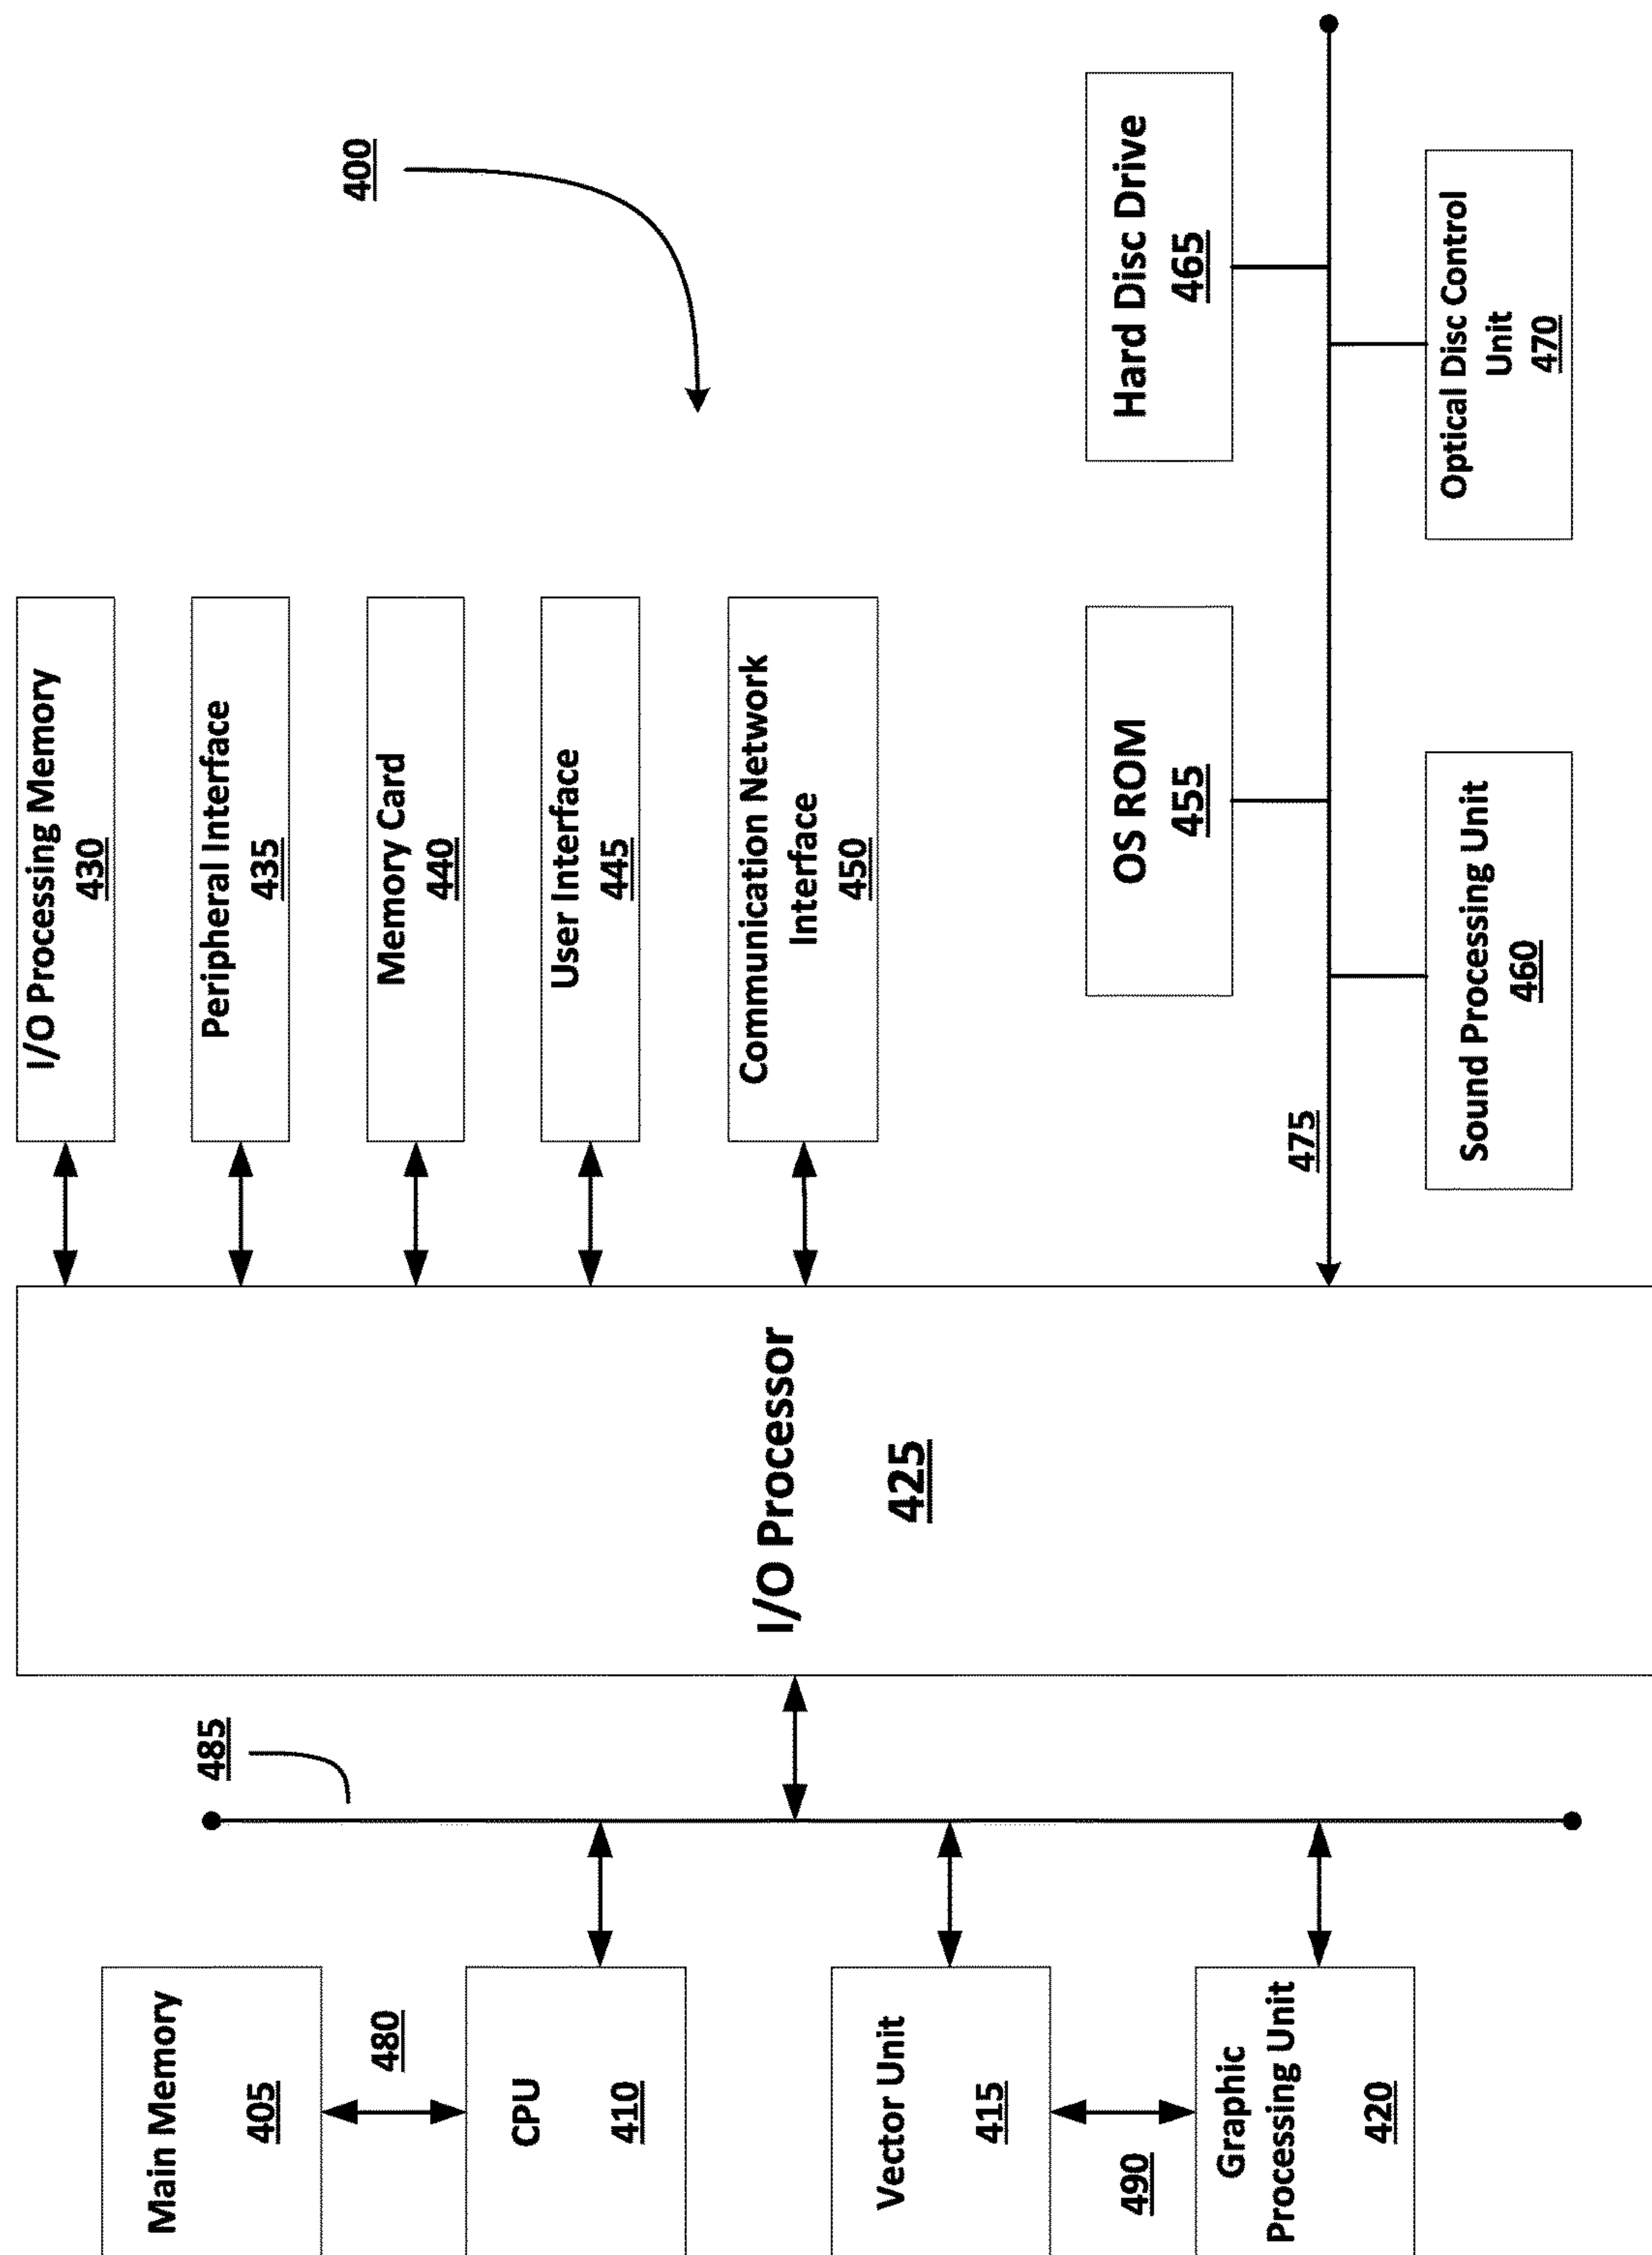 400
I/O Processing Memory
430
Peripheral Interface
435
Memory Card
440
User Interface
445
Communication Network
Interface
450
OS ROM
455
Hard Disc Drive
465
475
Sound Processing Unit
460
Optical Disc Control
Unit
470
I/O Processor
425
485
Main Memory
405
480
CPU
410
Vector Unit
415
490
Graphic
Processing Unit
420